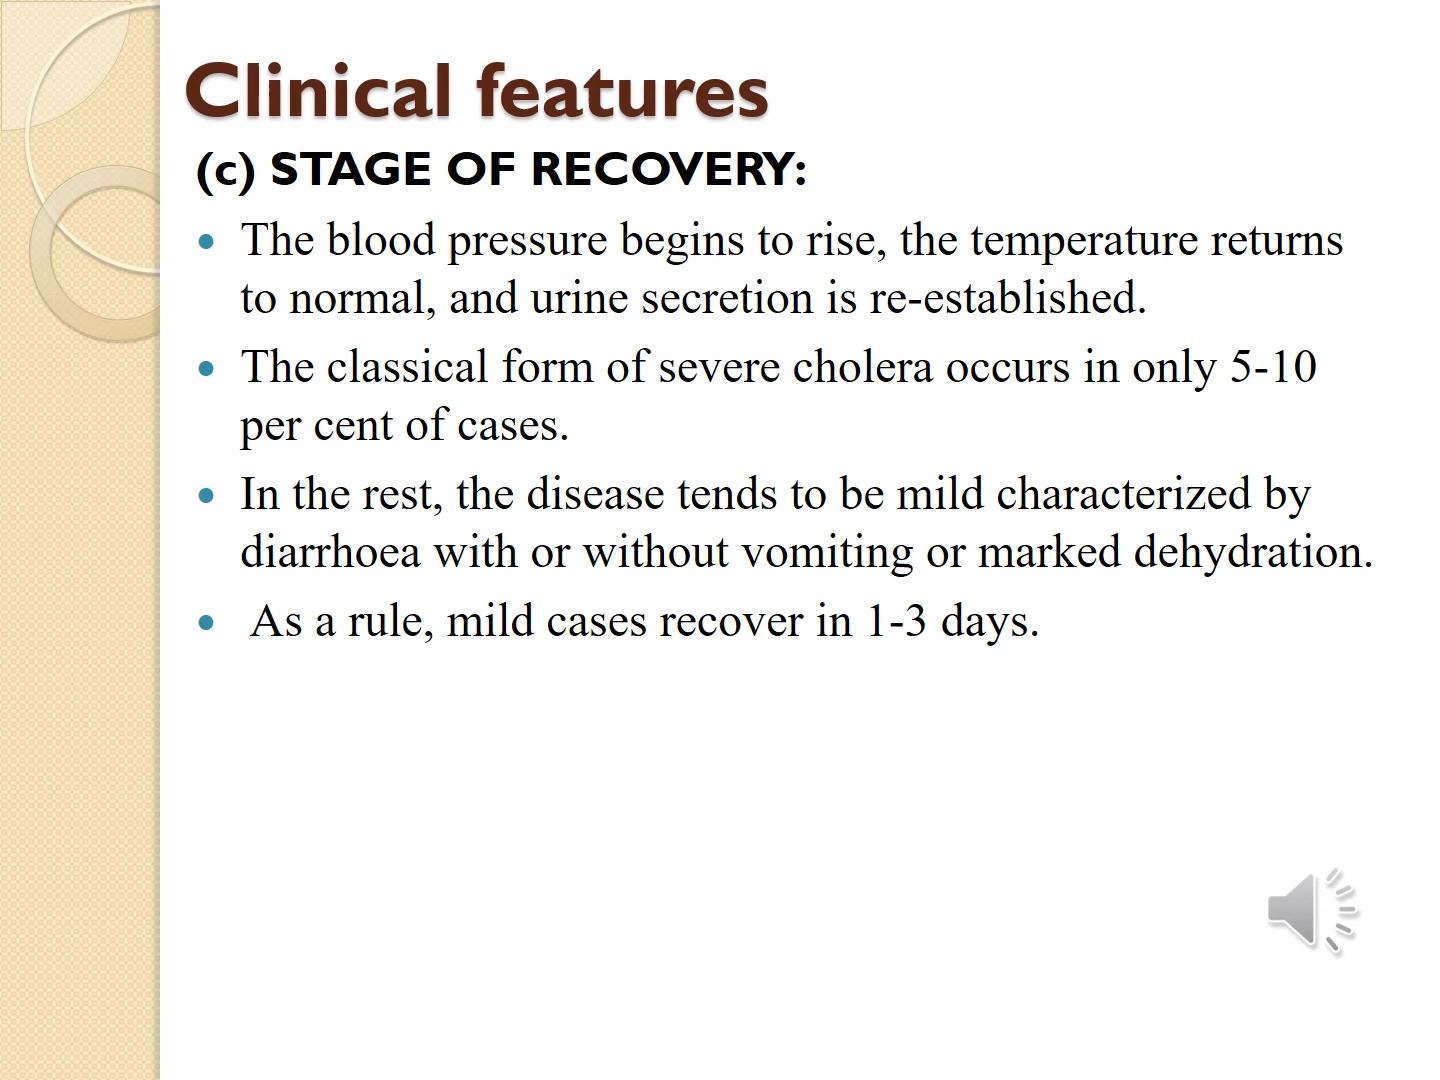 Clinical features
(c) STAGE OF RECOVERY:
• The blood pressure begins to rise, the temperature returns
to normal, and urine secretion is re-established.
• The classical form of severe cholera occurs in only 5-10
per cent of cases.
• In the rest, the disease tends to be mild characterized by
diarrhoea with or without vomiting or marked dehydration.
• As a rule, mild cases recover in 1-3 days.